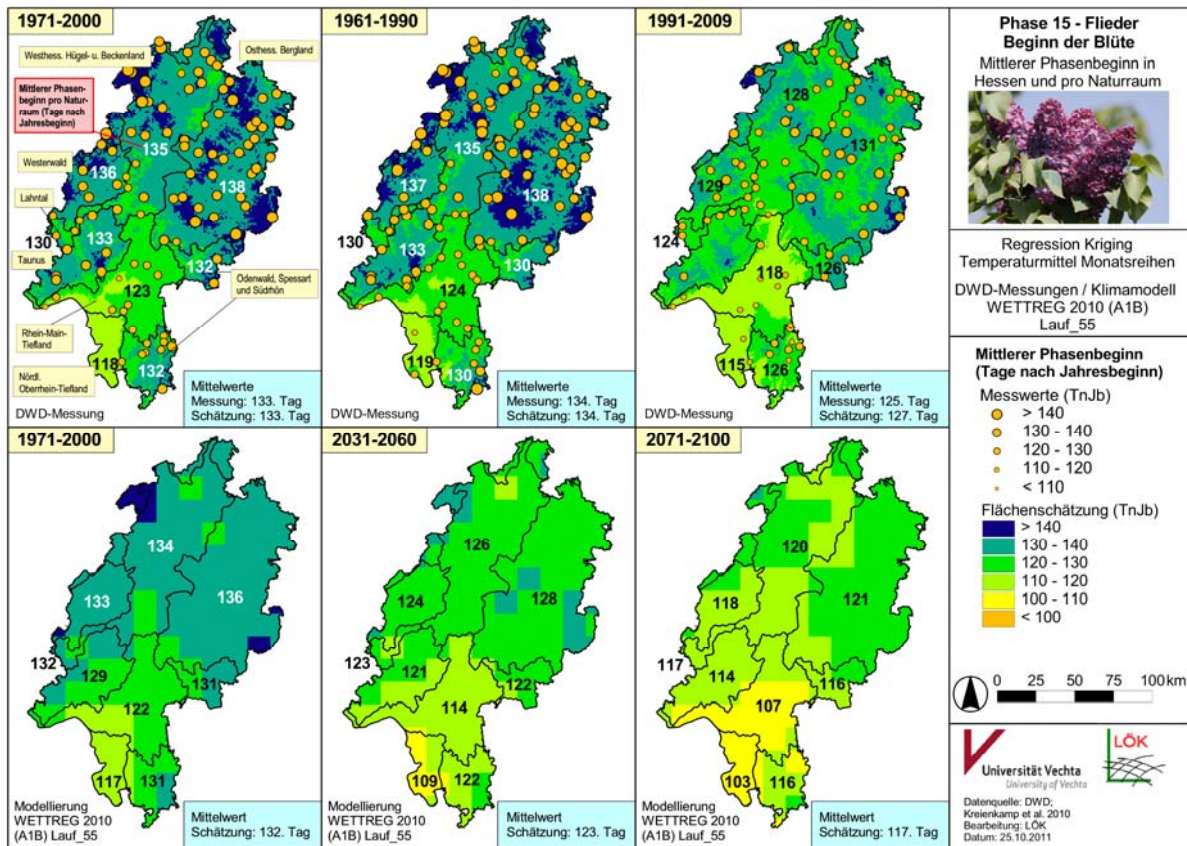 1971-2000
Westhess. Hügel- u. Beckenland
Osthess. Bergland
Mittlerer Phasen-
beginn pro Natur-
raum (Tage nach
Jahresbeginn)
135
Westerwald
136
138
Lahntal
130
133
Taunus
132
123
Odenwald, Spessart
und Südrhön
Rhein-Main-
Tiefland
118
Nördl.
Oberrhein-Tiefland
132
Mittelwerte
Messung: 133. Tag
Schätzung: 133. Tag
DWD-Messung
1961-1990
135
137
138
130
133
130
124
119
130
Mittelwerte
Messung: 134. Tag
Schätzung: 134. Tag
DWD-Messung
1991-2009
128
131
129
124
118
126
115
126
Mittelwerte
Messung: 125. Tag
Schätzung: 127. Tag
1971-2000
134
133
136
132
129
131
122
117
131
Modellierung
WETTREG 2010
(A1B) Lauf_55
Mittelwert
Schätzung: 132. Tag
2031-2060
126
124
128
123
121
122
114
109
122
Modellierung
WETTREG 2010
(A1B) Lauf_55
Mittelwert
Schätzung: 123. Tag
2071-2100
120
118
121
117
114
116
107
103
116
Modellierung
WETTREG 2010
(A1B) Lauf_55
Mittelwert
Schätzung: 117. Tag
Phase 15 - Flieder
Beginn der Blüte
Mittlerer Phasenbeginn in
Hessen und pro Naturraum
Regression Kriging
Temperaturmittel Monatsreihen
DWD-Messungen / Klimamodell
WETTREG 2010 (A1B)
Lauf_55
Mittlerer Phasenbeginn
(Tage nach Jahresbeginn)
Messwerte (TnJb)
> 140
130 - 140
120 - 130
110 - 120
< 110
Flächenschätzung (TnJb)
> 140
130 - 140
120 - 130
110 - 120
100 - 110
< 100
0 25 50 75 100
km
Universität Vechta
University of Vechta
LÖK
Datenquelle: DWD;
Kreienkamp et al. 2010
Bearbeitung: LÖK
Datum: 25.10.2011